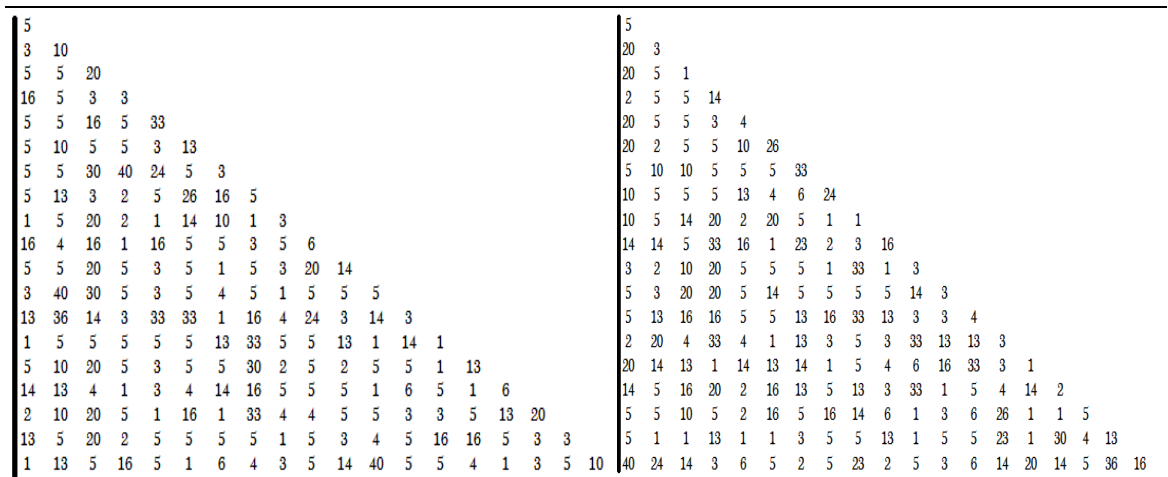 5 5
3 10 20 3
5 5 20 20 5 1
16 5 3 3 2 5 5 14
5 5 16 5 33 20 5 5 3 4
5 10 5 5 3 13 20 2 5 5 10 26
5 5 30 40 24 5 3 5 10 10 5 5 5 33
5 13 3 2 5 26 16 5 10 5 5 5 13 4 6 24
1 5 20 2 1 14 10 1 3 10 5 14 20 2 20 5 1 1
16 4 16 1 16 5 5 3 5 6 14 14 5 33 16 1 23 2 3 16
5 5 20 5 3 5 1 5 3 20 14 3 2 10 20 5 5 5 1 33 1 3
3 40 30 5 3 5 4 5 1 5 5 5 5 3 20 20 5 14 5 5 5 5 14 3
13 36 14 3 33 33 1 16 4 24 3 14 3 5 13 16 16 5 5 13 16 33 13 3 3 4
1 5 5 5 5 5 13 33 5 5 13 1 14 1 2 20 4 33 4 1 13 3 5 3 33 13 13 3
5 10 20 5 3 5 5 30 2 5 2 5 5 1 13 20 14 13 1 14 13 14 1 5 4 6 16 33 3 1
14 13 4 1 3 4 14 16 5 5 5 1 6 5 1 6 14 5 16 20 2 16 13 5 13 3 33 1 5 4 14 2
2 10 20 5 1 16 1 33 4 4 5 5 3 3 5 13 20 5 5 10 5 2 16 5 16 14 6 1 3 6 26 1 1 5
13 5 20 2 5 5 5 5 1 5 3 4 5 16 16 5 3 3 5 1 1 13 1 1 3 5 5 13 1 5 5 23 1 30 4 13
1 13 5 16 5 1 6 4 3 5 14 40 5 5 4 1 3 5 10 40 24 14 3 6 5 2 5 23 2 5 3 6 14 20 14 5 36 16